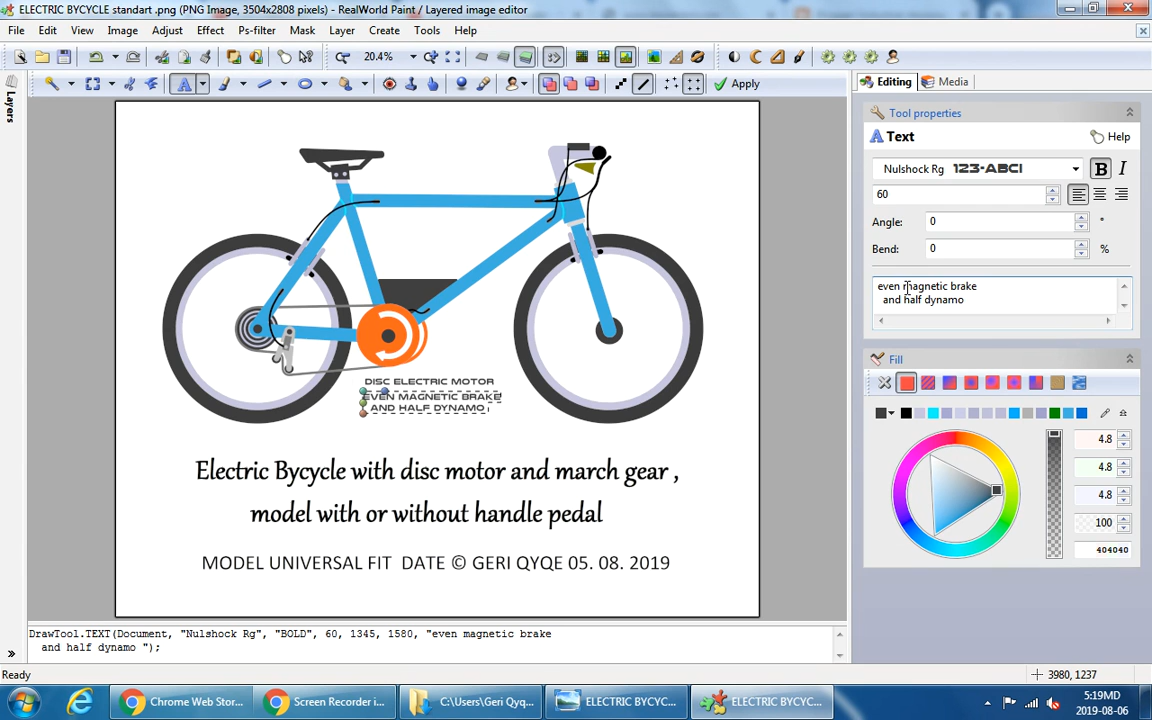 ELECTRIC BYCYCLE standart .png (PNG Image, 3504x2808 pixels) - RealWorld Paint / Layered image editor
File Edit View Image Adjust Effect Ps-filter Mask Layer Create Tools Help
20.4%
Apply
Editing
Media
Layers
Tool properties
Text
Help
Nulshock Rg 123-ABCI
B I
60
Angle: 0 °
Bend: 0 %
even magnetic brake
and half dynamo
Fill
4.8
4.8
4.8
100
404040
DISC ELECTRIC MOTOR
EVEN MAGNETIC BRAKE
AND HALF DYNAMO
Electric Bycycle with disc motor and march gear ,
model with or without handle pedal
MODEL UNIVERSAL FIT DATE © GERI QYQE 05. 08. 2019
DrawTool.TEXT(Document, "Nulshock Rg", "BOLD", 60, 1345, 1580, "even magnetic brake
and half dynamo ");
Ready
3980, 1237
Chrome Web Stor...
Screen Recorder i...
C:\Users\Geri Qyq...
ELECTRIC BYCYC...
ELECTRIC BYCYC...
5:19MD
2019-08-06